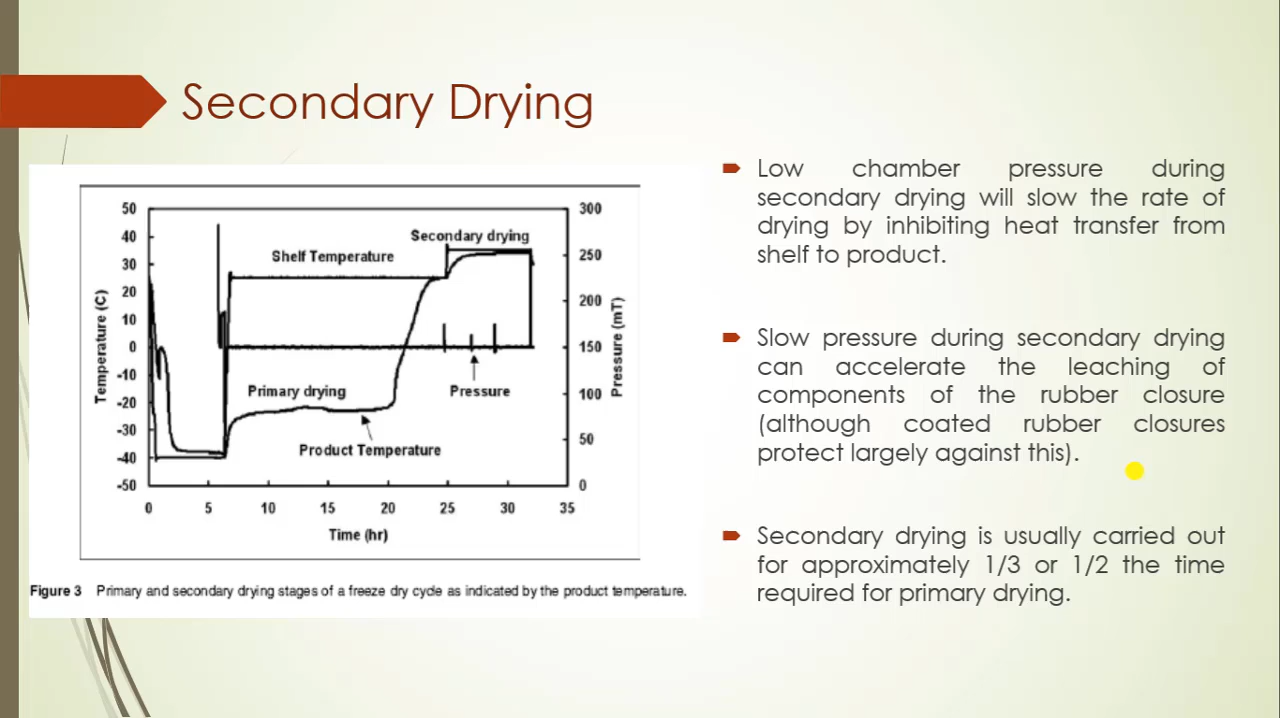 Secondary Drying
50
40
30
20
10
0
-10
-20
-30
-40
-50
Temperature (C)
Shelf Temperature
Secondary drying
Primary drying
Pressure
Product Temperature
300
250
200
150
100
50
0
Pressure (mT)
0 5 10 15 20 25 30 35
Time (hr)
Figure 3 Primary and secondary drying stages of a freeze dry cycle as indicated by the product temperature.
Low chamber pressure during
secondary drying will slow the rate of
drying by inhibiting heat transfer from
shelf to product.
Slow pressure during secondary drying
can accelerate the leaching of
components of the rubber closure
(although coated rubber closures
protect largely against this).
Secondary drying is usually carried out
for approximately 1/3 or 1/2 the time
required for primary drying.